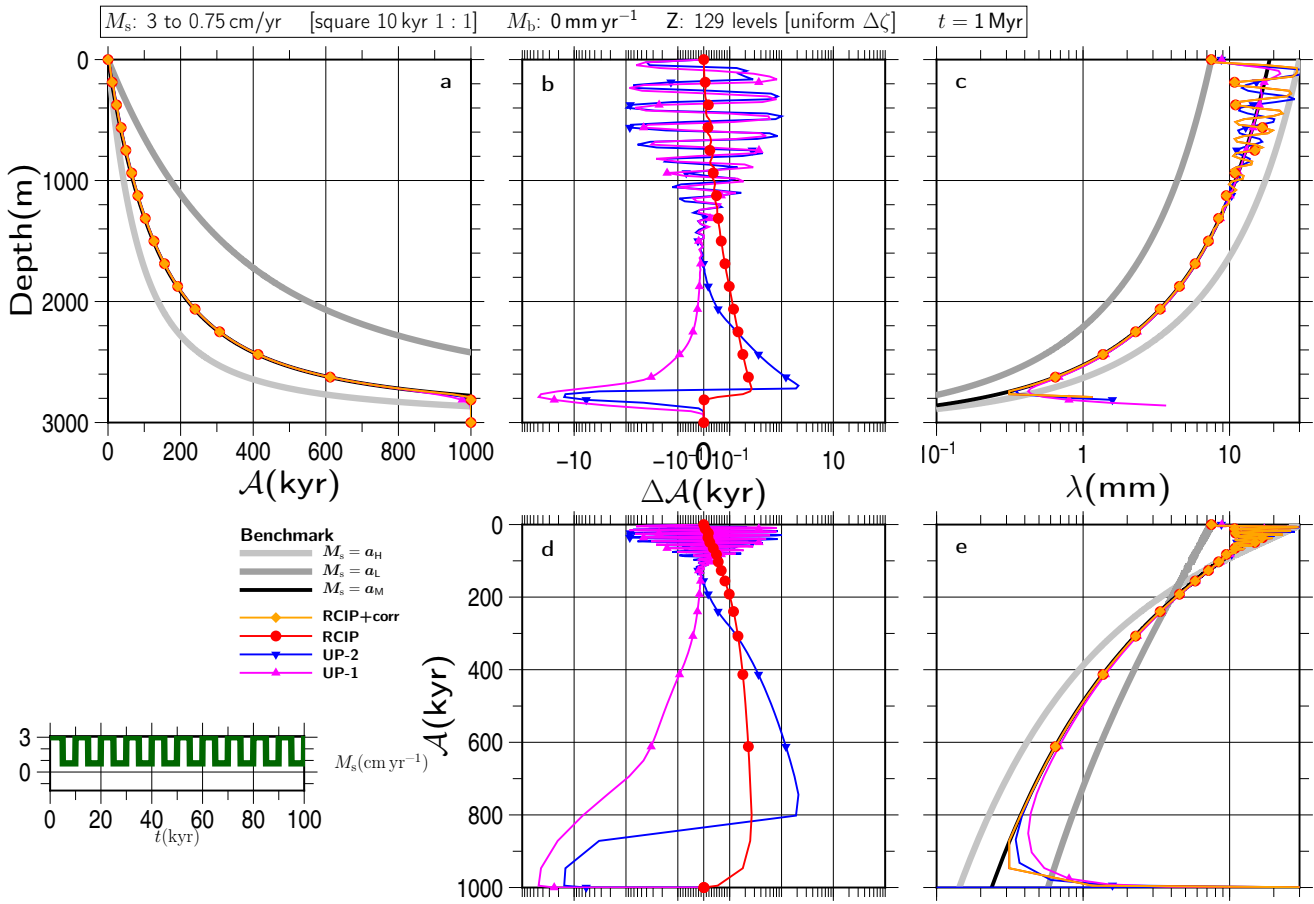 Mₛ: 3 to 0.75 cm/yr [square 10 kyr 1 : 1] M_b: 0 mm yr⁻¹ Z: 129 levels [uniform Δζ] t = 1 Myr
a
b
c
0
1000
2000
3000
Depth(m)
0 200 400 600 800 1000
𝒜(kyr)
−10 −10⁻¹ 0 10⁻¹ 10
Δ𝒜(kyr)
10⁻¹ 1 10
λ(mm)
Benchmark
Mₛ = a_H
Mₛ = a_L
Mₛ = a_M
RCIP+corr
RCIP
UP-2
UP-1
3
0
Mₛ(cm yr⁻¹)
0 20 40 60 80 100
t(kyr)
d
e
0
200
400
600
800
1000
𝒜(kyr)